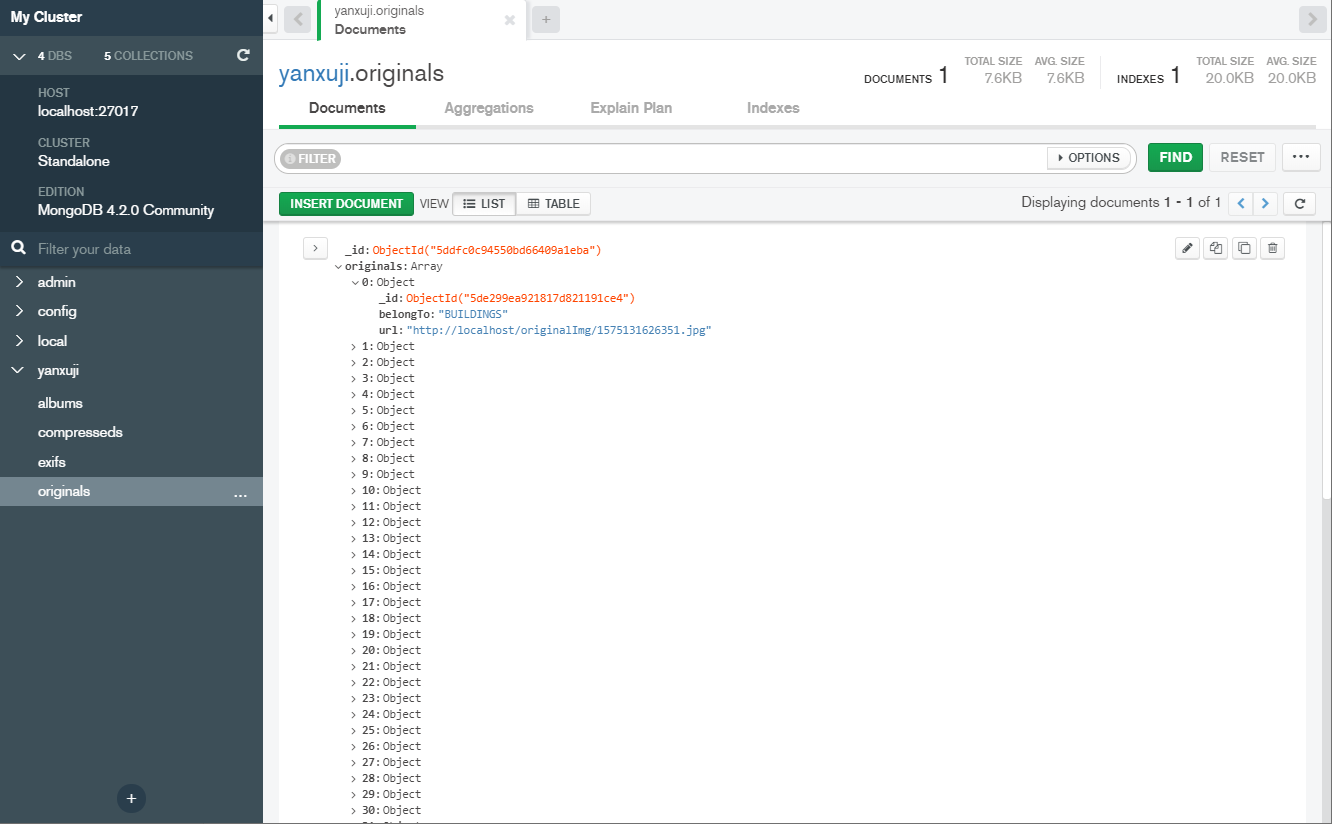 My Cluster
4 DBS 5 COLLECTIONS
HOST
localhost:27017
CLUSTER
Standalone
EDITION
MongoDB 4.2.0 Community
Filter your data
admin
config
local
yanxuji
albums
compresseds
exifs
originals ...
+
yanxuji.originals
Documents
+
yanxuji.originals
DOCUMENTS 1
TOTAL SIZE AVG. SIZE
7.6KB 7.6KB
INDEXES 1
TOTAL SIZE AVG. SIZE
20.0KB 20.0KB
Documents Aggregations Explain Plan Indexes
FILTER
OPTIONS
FIND
RESET
...
INSERT DOCUMENT VIEW LIST TABLE
Displaying documents 1 - 1 of 1
_id: ObjectId("5ddfc0c94550bd66409a1eba")
originals: Array
0: Object
_id: ObjectId("5de299ea921817d821191ce4")
belongTo: "BUILDINGS"
url: "http://localhost/originalImg/1575131626351.jpg"
1: Object
2: Object
3: Object
4: Object
5: Object
6: Object
7: Object
8: Object
9: Object
10: Object
11: Object
12: Object
13: Object
14: Object
15: Object
16: Object
17: Object
18: Object
19: Object
20: Object
21: Object
22: Object
23: Object
24: Object
25: Object
26: Object
27: Object
28: Object
29: Object
30: Object